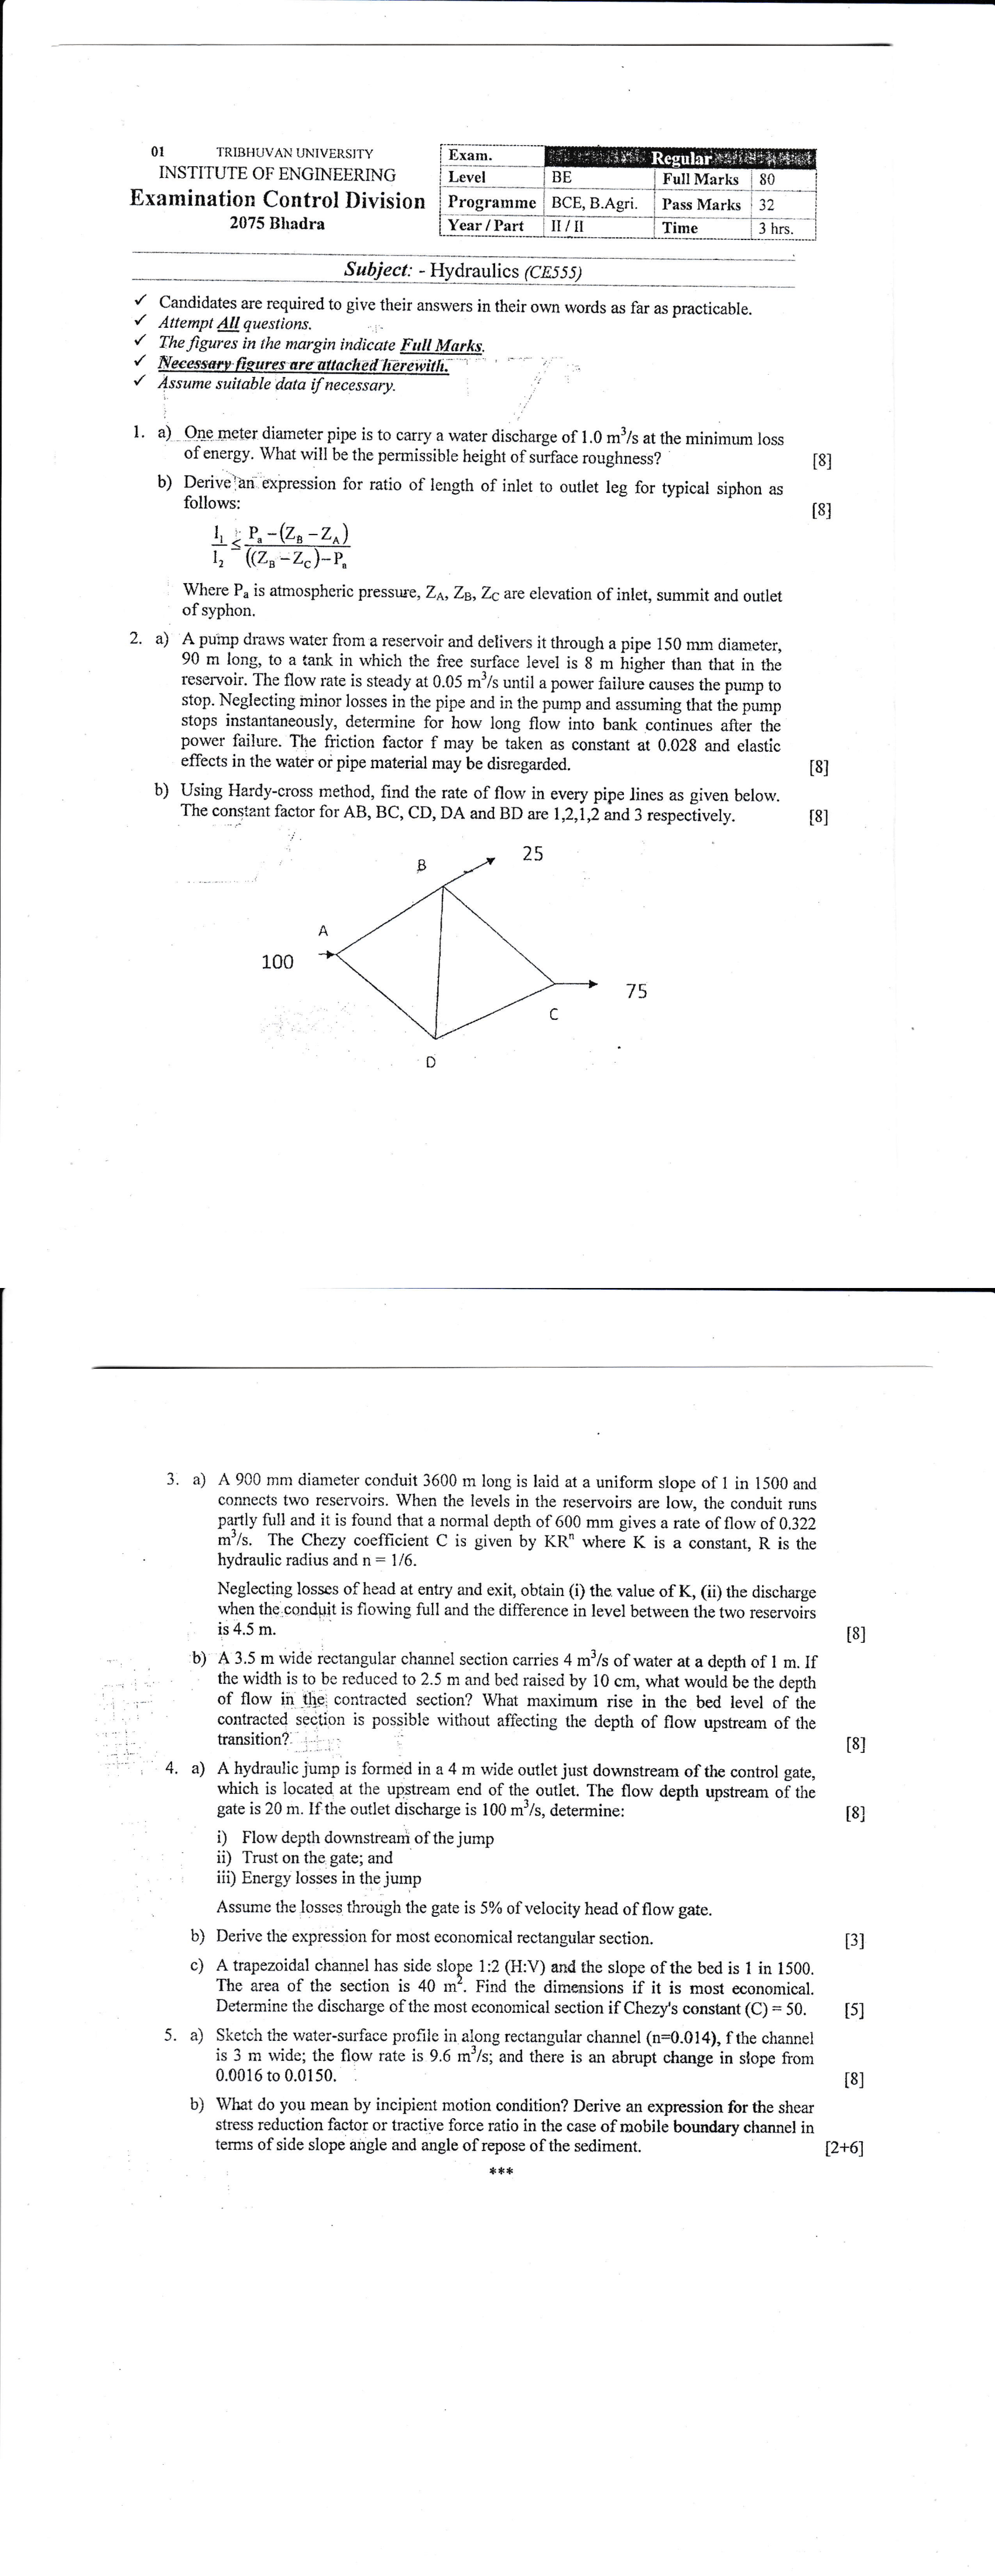 01 TRIBHUVAN UNIVERSITY
INSTITUTE OF ENGINEERING
Examination Control Division
2075 Bhadra
Exam. Regular
Level BE Full Marks 80
Programme BCE, B.Agri. Pass Marks 32
Year / Part II / II Time 3 hrs.
Subject: - Hydraulics (CE555)
✓ Candidates are required to give their answers in their own words as far as practicable.
✓ Attempt All questions.
✓ The figures in the margin indicate Full Marks.
✓ Necessary figures are attached herewith.
✓ Assume suitable data if necessary.
1. a) One meter diameter pipe is to carry a water discharge of 1.0 m³/s at the minimum loss
of energy. What will be the permissible height of surface roughness? [8]
b) Derive an expression for ratio of length of inlet to outlet leg for typical siphon as
follows: [8]
l₁/l₂ ≤ (Pₐ –(Z_B –Z_A))/((Z_B –Z_C)–Pₐ
Where Pₐ is atmospheric pressure, Z_A, Z_B, Z_C are elevation of inlet, summit and outlet
of syphon.
2. a) A pump draws water from a reservoir and delivers it through a pipe 150 mm diameter,
90 m long, to a tank in which the free surface level is 8 m higher than that in the
reservoir. The flow rate is steady at 0.05 m³/s until a power failure causes the pump to
stop. Neglecting minor losses in the pipe and in the pump and assuming that the pump
stops instantaneously, determine for how long flow into bank continues after the
power failure. The friction factor f may be taken as constant at 0.028 and elastic
effects in the water or pipe material may be disregarded. [8]
b) Using Hardy-cross method, find the rate of flow in every pipe lines as given below.
The constant factor for AB, BC, CD, DA and BD are 1,2,1,2 and 3 respectively. [8]
B 25
A
100
75
C
D
3. a) A 900 mm diameter conduit 3600 m long is laid at a uniform slope of 1 in 1500 and
connects two reservoirs. When the levels in the reservoirs are low, the conduit runs
partly full and it is found that a normal depth of 600 mm gives a rate of flow of 0.322
m³/s. The Chezy coefficient C is given by KRⁿ where K is a constant, R is the
hydraulic radius and n = 1/6.
Neglecting losses of head at entry and exit, obtain (i) the value of K, (ii) the discharge
when the conduit is flowing full and the difference in level between the two reservoirs
is 4.5 m. [8]
b) A 3.5 m wide rectangular channel section carries 4 m³/s of water at a depth of 1 m. If
the width is to be reduced to 2.5 m and bed raised by 10 cm, what would be the depth
of flow in the contracted section? What maximum rise in the bed level of the
contracted section is possible without affecting the depth of flow upstream of the
transition? [8]
4. a) A hydraulic jump is formed in a 4 m wide outlet just downstream of the control gate,
which is located at the upstream end of the outlet. The flow depth upstream of the
gate is 20 m. If the outlet discharge is 100 m³/s, determine: [8]
i) Flow depth downstream of the jump
ii) Trust on the gate; and
iii) Energy losses in the jump
Assume the losses through the gate is 5% of velocity head of flow gate.
b) Derive the expression for most economical rectangular section. [3]
c) A trapezoidal channel has side slope 1:2 (H:V) and the slope of the bed is 1 in 1500.
The area of the section is 40 m². Find the dimensions if it is most economical.
Determine the discharge of the most economical section if Chezy's constant (C) = 50. [5]
5. a) Sketch the water-surface profile in along rectangular channel (n=0.014), f the channel
is 3 m wide; the flow rate is 9.6 m³/s; and there is an abrupt change in slope from
0.0016 to 0.0150. [8]
b) What do you mean by incipient motion condition? Derive an expression for the shear
stress reduction factor or tractive force ratio in the case of mobile boundary channel in
terms of side slope angle and angle of repose of the sediment. [2+6]
***